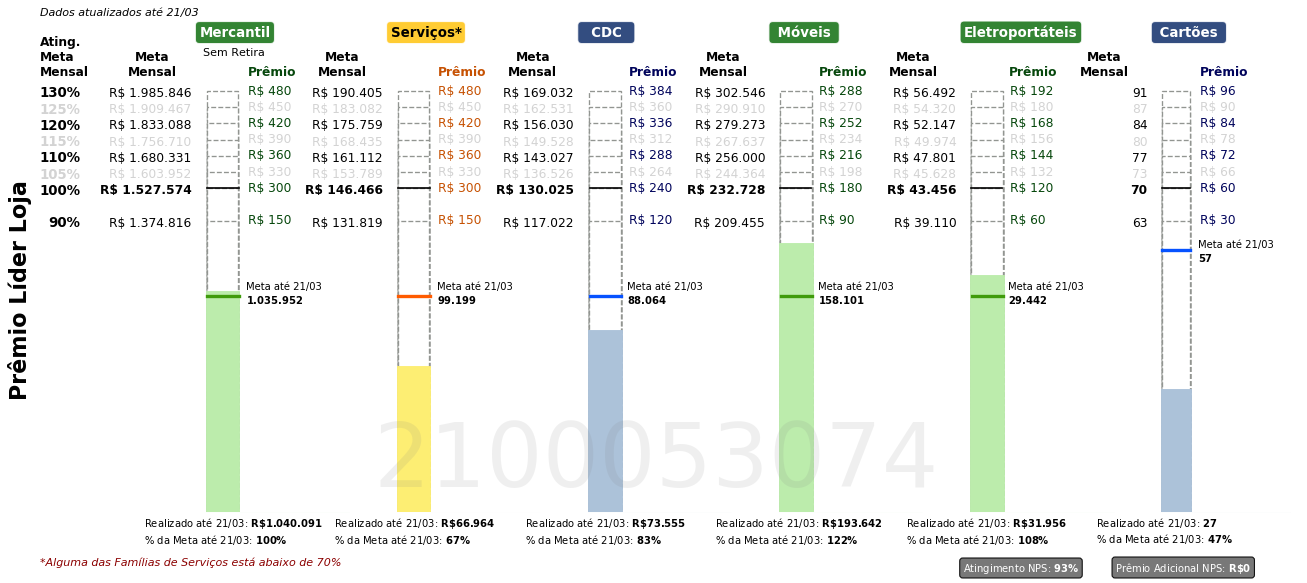 Dados atualizados até 21/03
Mercantil Serviços* CDC Móveis Eletroportáteis Cartões
Sem Retira
Ating. Meta Mensal
Meta Mensal Prêmio Meta Mensal Prêmio Meta Mensal Prêmio Meta Mensal Prêmio Meta Mensal Prêmio Meta Mensal Prêmio
130% R$ 1.985.846 R$ 480 R$ 190.405 R$ 480 R$ 169.032 R$ 384 R$ 302.546 R$ 288 R$ 56.492 R$ 192 91 R$ 96
125% R$ 1.909.467 R$ 450 R$ 183.082 R$ 450 R$ 162.531 R$ 360 R$ 290.910 R$ 270 R$ 54.320 R$ 180 87 R$ 90
120% R$ 1.833.088 R$ 420 R$ 175.759 R$ 420 R$ 156.030 R$ 336 R$ 279.273 R$ 252 R$ 52.147 R$ 168 84 R$ 84
115% R$ 1.756.710 R$ 390 R$ 168.435 R$ 390 R$ 149.528 R$ 312 R$ 267.637 R$ 234 R$ 49.974 R$ 156 80 R$ 78
110% R$ 1.680.331 R$ 360 R$ 161.112 R$ 360 R$ 143.027 R$ 288 R$ 256.000 R$ 216 R$ 47.801 R$ 144 77 R$ 72
105% R$ 1.603.952 R$ 330 R$ 153.789 R$ 330 R$ 136.526 R$ 264 R$ 244.364 R$ 198 R$ 45.628 R$ 132 73 R$ 66
100% R$ 1.527.574 R$ 300 R$ 146.466 R$ 300 R$ 130.025 R$ 240 R$ 232.728 R$ 180 R$ 43.456 R$ 120 70 R$ 60
90% R$ 1.374.816 R$ 150 R$ 131.819 R$ 150 R$ 117.022 R$ 120 R$ 209.455 R$ 90 R$ 39.110 R$ 60 63 R$ 30
Prêmio Líder Loja
Meta até 21/03
1.035.952
Meta até 21/03
99.199
Meta até 21/03
88.064
Meta até 21/03
158.101
Meta até 21/03
29.442
Meta até 21/03
57
2100053074
Realizado até 21/03: R$1.040.091
% da Meta até 21/03: 100%
Realizado até 21/03: R$66.964
% da Meta até 21/03: 67%
Realizado até 21/03: R$73.555
% da Meta até 21/03: 83%
Realizado até 21/03: R$193.642
% da Meta até 21/03: 122%
Realizado até 21/03: R$31.956
% da Meta até 21/03: 108%
Realizado até 21/03: 27
% da Meta até 21/03: 47%
*Alguma das Famílias de Serviços está abaixo de 70%
Atingimento NPS: 93%
Prêmio Adicional NPS: R$0